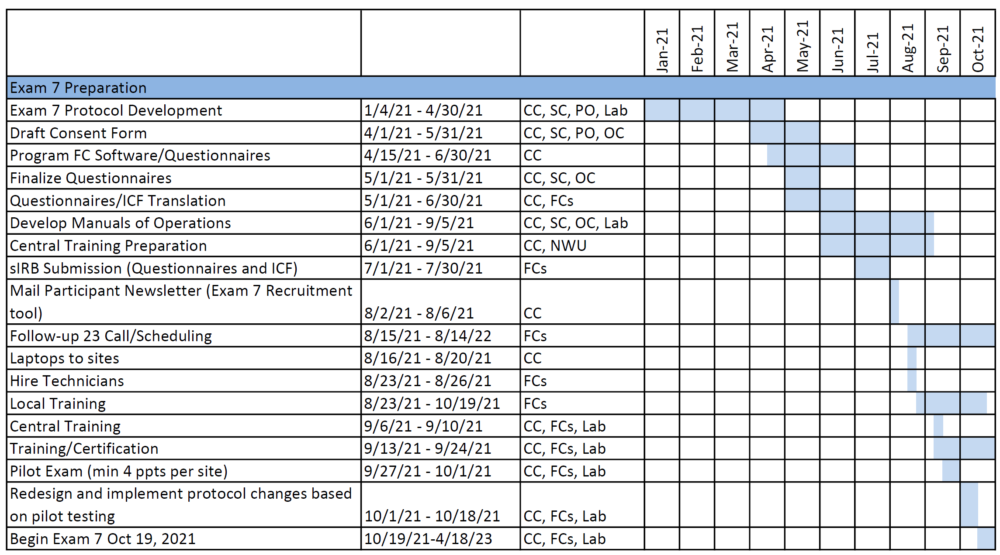 Jan-21 Feb-21 Mar-21 Apr-21 May-21 Jun-21 Jul-21 Aug-21 Sep-21 Oct-21
Exam 7 Preparation
Exam 7 Protocol Development 1/4/21 - 4/30/21 CC, SC, PO, Lab
Draft Consent Form 4/1/21 - 5/31/21 CC, SC, PO, OC
Program FC Software/Questionnaires 4/15/21 - 6/30/21 CC
Finalize Questionnaires 5/1/21 - 5/31/21 CC, SC, OC
Questionnaires/ICF Translation 5/1/21 - 6/30/21 CC, FCs
Develop Manuals of Operations 6/1/21 - 9/5/21 CC, SC, OC, Lab
Central Training Preparation 6/1/21 - 9/5/21 CC, NWU
sIRB Submission (Questionnaires and ICF) 7/1/21 - 7/30/21 FCs
Mail Participant Newsletter (Exam 7 Recruitment
tool) 8/2/21 - 8/6/21 CC
Follow-up 23 Call/Scheduling 8/15/21 - 8/14/22 FCs
Laptops to sites 8/16/21 - 8/20/21 CC
Hire Technicians 8/23/21 - 8/26/21 FCs
Local Training 8/23/21 - 10/19/21 FCs
Central Training 9/6/21 - 9/10/21 CC, FCs, Lab
Training/Certification 9/13/21 - 9/24/21 CC, FCs, Lab
Pilot Exam (min 4 ppts per site) 9/27/21 - 10/1/21 CC, FCs, Lab
Redesign and implement protocol changes based
on pilot testing 10/1/21 - 10/18/21 CC, FCs, Lab
Begin Exam 7 Oct 19, 2021 10/19/21-4/18/23 CC, FCs, Lab